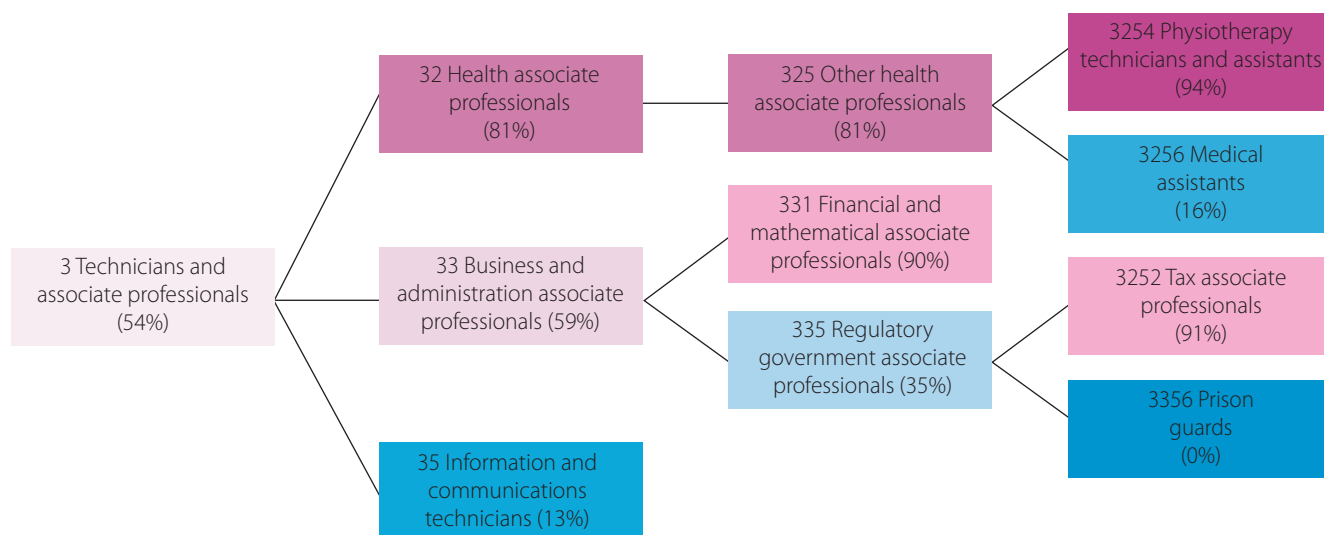 3 Technicians and
associate professionals
(54%)
32 Health associate
professionals
(81%)
33 Business and
administration associate
professionals (59%)
35 Information and
communications
technicians (13%)
325 Other health
associate professionals
(81%)
331 Financial and
mathematical associate
professionals (90%)
335 Regulatory
government associate
professionals (35%)
3254 Physiotherapy
technicians and assistants
(94%)
3256 Medical
assistants
(16%)
3252 Tax associate
professionals
(91%)
3356 Prison
guards
(0%)